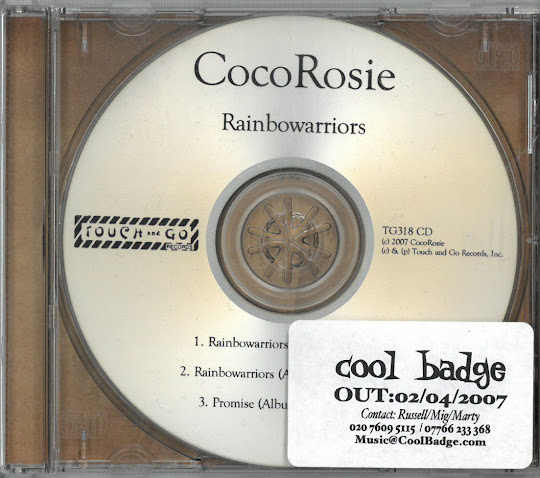 CocoRosie
Rainbowarriors
TOUCH and GO
RECORDS
TG318 CD
(c) 2007 CocoRosie
(c) & (p) Touch and Go Records, Inc.
1. Rainbowarriors
2. Rainbowarriors (A
3. Promise (Albu
cool badge
OUT:02/04/2007
Contact: Russell/Mig/Marty
020 7609 5115 / 07766 233 368
Music@CoolBadge.com